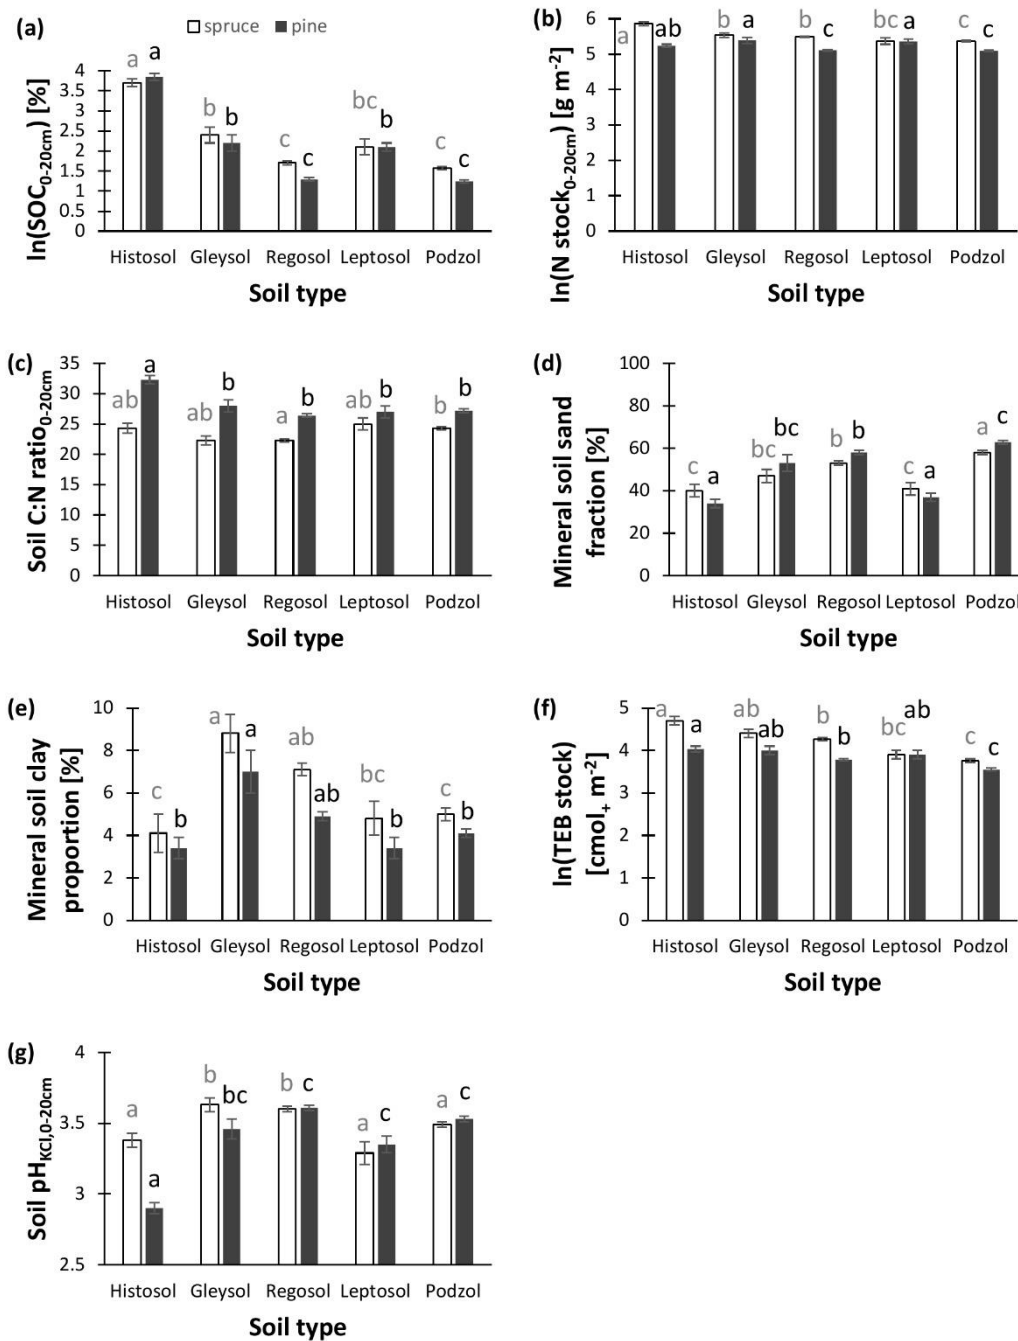 (a)
spruce pine
a a
b b
c c
bc b
c c
4
3.5
3
2.5
2
1.5
1
0.5
0
ln(SOC0-20cm) [%]
Histosol Gleysol Regosol Leptosol Podzol
Soil type
(b)
a ab
b a
b c
bc a
c c
6
5
4
3
2
1
0
ln(N stock0-20cm) [g m-2]
Histosol Gleysol Regosol Leptosol Podzol
Soil type
(c)
ab a
ab b
a b
ab b
b b
35
30
25
20
15
10
5
0
Soil C:N ratio0-20cm
Histosol Gleysol Regosol Leptosol Podzol
Soil type
(d)
c a
bc bc
b b
c a
a c
100
80
60
40
20
0
Mineral soil sand
fraction [%]
Histosol Gleysol Regosol Leptosol Podzol
Soil type
(e)
c b
a a
ab ab
bc b
c b
10
8
6
4
2
0
Mineral soil clay
proportion [%]
Histosol Gleysol Regosol Leptosol Podzol
Soil type
(f)
a a
ab ab
b b
bc ab
c c
5
4
3
2
1
0
ln(TEB stock)
[cmol+ m-2]
Histosol Gleysol Regosol Leptosol Podzol
Soil type
(g)
a a
b bc
b c
a c
a c
4
3.5
3
2.5
Soil pHKCl,0-20cm
Histosol Gleysol Regosol Leptosol Podzol
Soil type